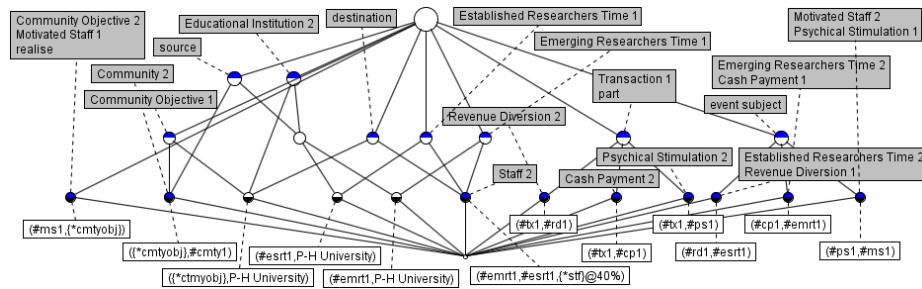 Community Objective 2
Motivated Staff 1
realise
Educational Institution 2
destination
Established Researchers Time 1
Motivated Staff 2
Psychical Stimulation 1
source
Emerging Researchers Time 1
Community 2
Transaction 1
part
Emerging Researchers Time 2
Cash Payment 1
Community Objective 1
Revenue Diversion 2
event subject
Psychical Stimulation 2
Established Researchers Time 2
Revenue Diversion 1
Staff 2
Cash Payment 2
(#ms1,{*cmtyobj})
({*cmtyobj},#cmty1)
({*ctmyobj},P-H University)
(#esrt1,P-H University)
(#emrt1,P-H University)
(#emrt1,#esrt1,{*stf}@40%)
(#tx1,#rd1)
(#tx1,#cp1)
(#tx1,#ps1)
(#rd1,#esrt1)
(#cp1,#emrt1)
(#ps1,#ms1)